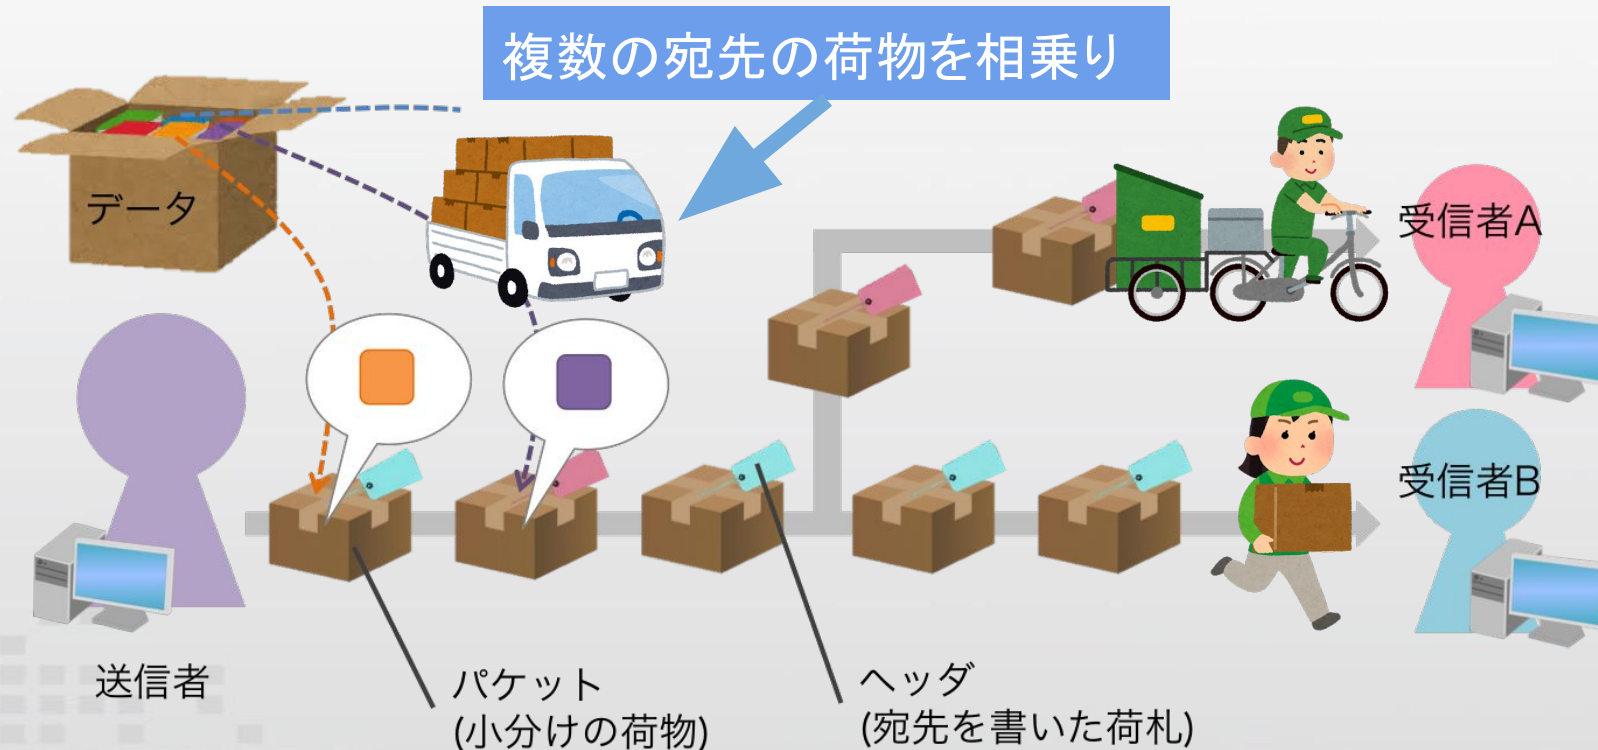 複数の宛先の荷物を相乗り
データ
受信者A
受信者B
送信者
パケット
(小分けの荷物)
ヘッダ
(宛先を書いた荷札)